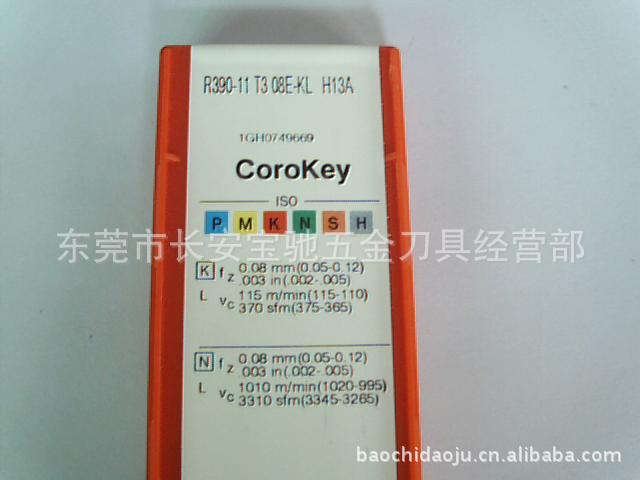 R390-11 T3 08E-KL H13A
1GH0749669
CoroKey
ISO
P M K N S H
东莞市长安宝驰五金刀具经营部
K fz 0.08 mm(0.05-0.12)
.003 in(.002-.005)
L vc 115 m/min(115-110)
370 sfm(375-365)
N fz 0.08 mm(0.05-0.12)
.003 in(.002-.005)
L vc 1010 m/min(1020-995)
3310 sfm(3345-3265)
baochidaoju.cn.alibaba.com